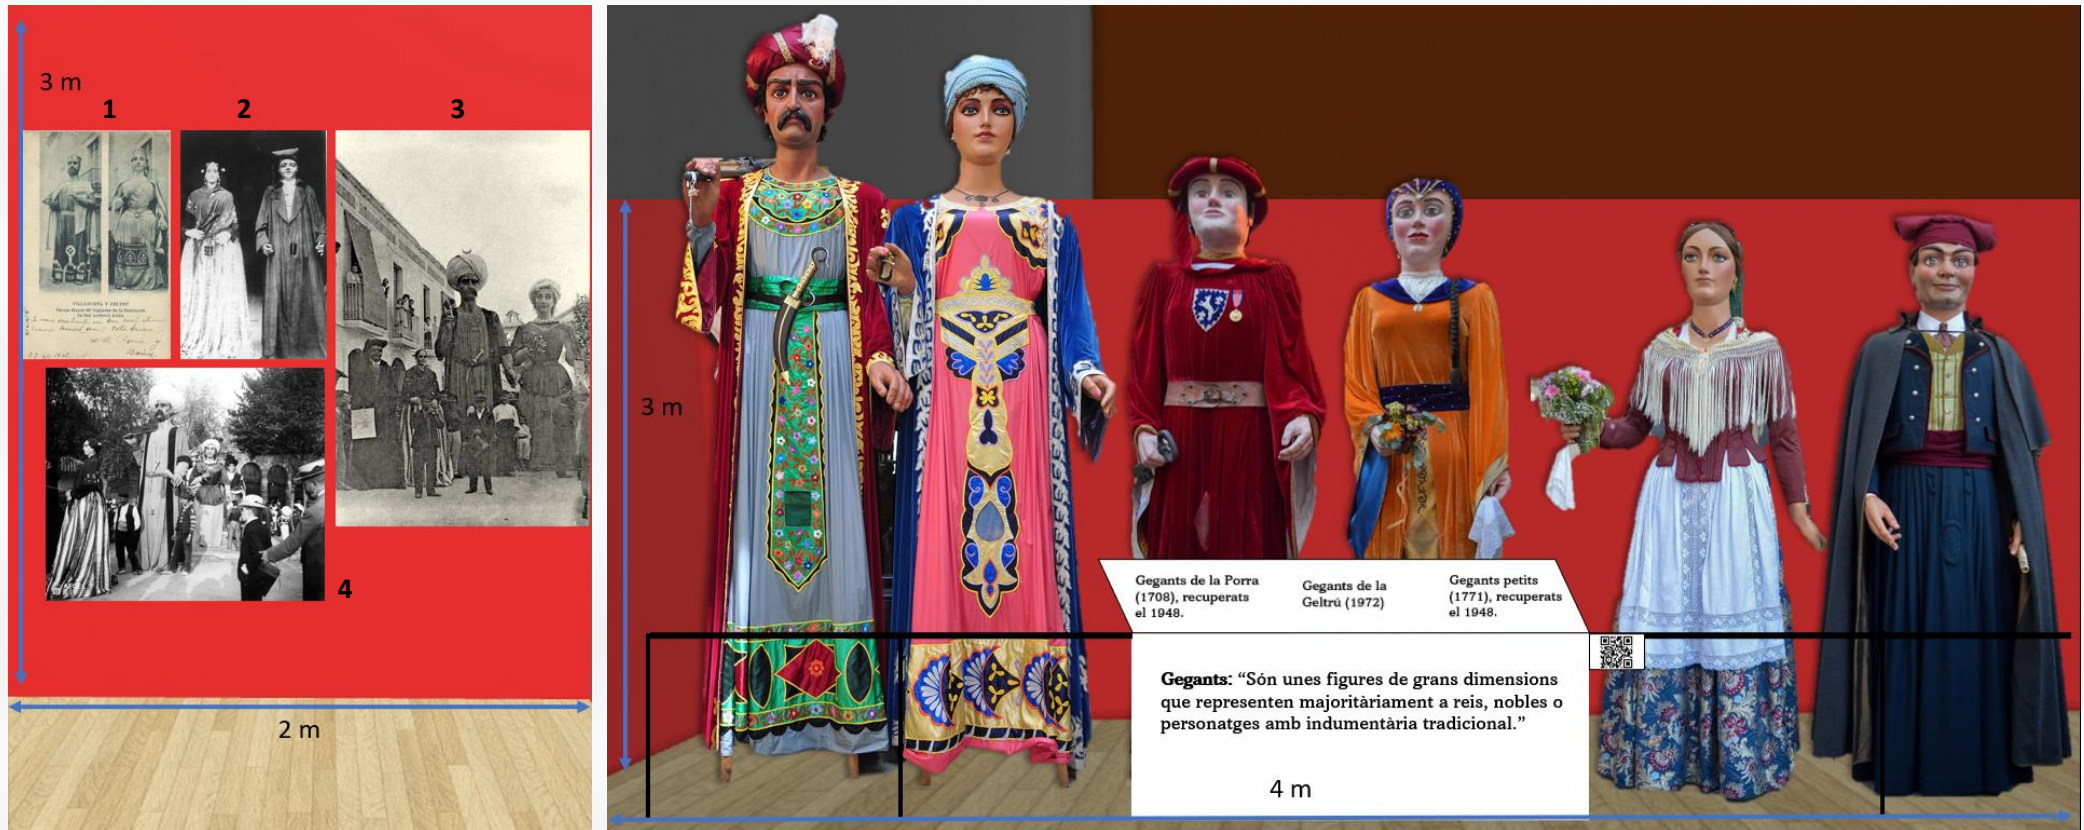 3 m
1
2
3
VILLANUEVA Y GELTRÚ
4
2 m
3 m
Gegants de la Porra
(1708), recuperats
el 1948.
Gegants de la
Geltrú (1972)
Gegants petits
(1771), recuperats
el 1948.
Gegants: “Són unes figures de grans dimensions
que representen majoritàriament a reis, nobles o
personatges amb indumentària tradicional.”
4 m